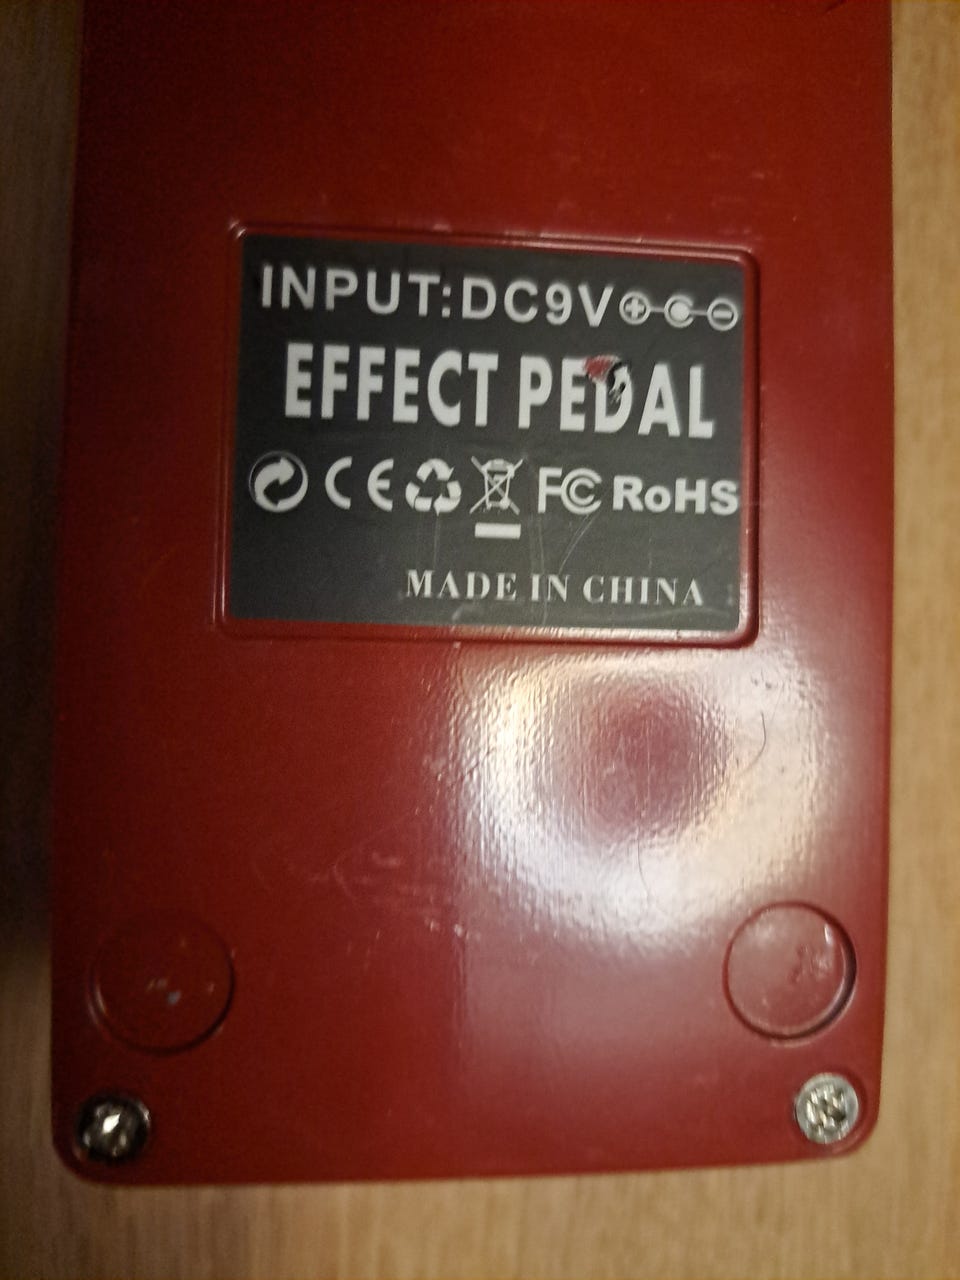 INPUT:DC9V
EFFECT PEDAL
CE FC RoHS
MADE IN CHINA